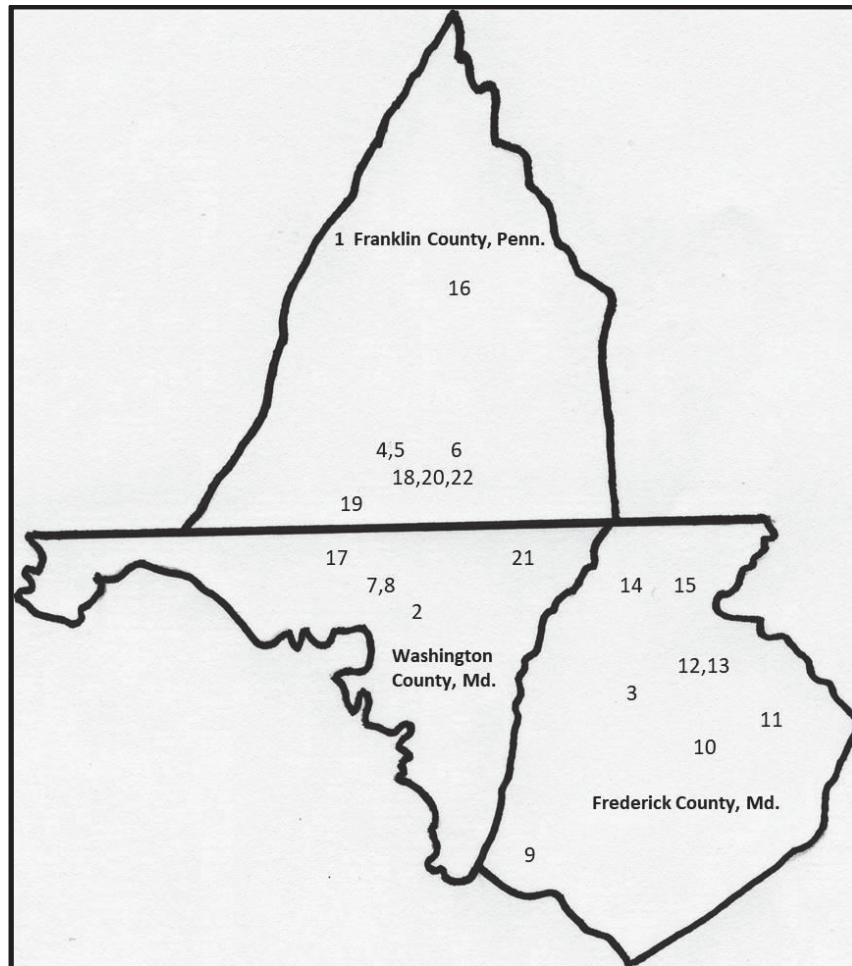 1 Franklin County, Penn.
16
4,5 6
18,20,22
19
17 21
7,8 14 15
2
Washington
County, Md.
12,13
3
11
10
Frederick County, Md.
9